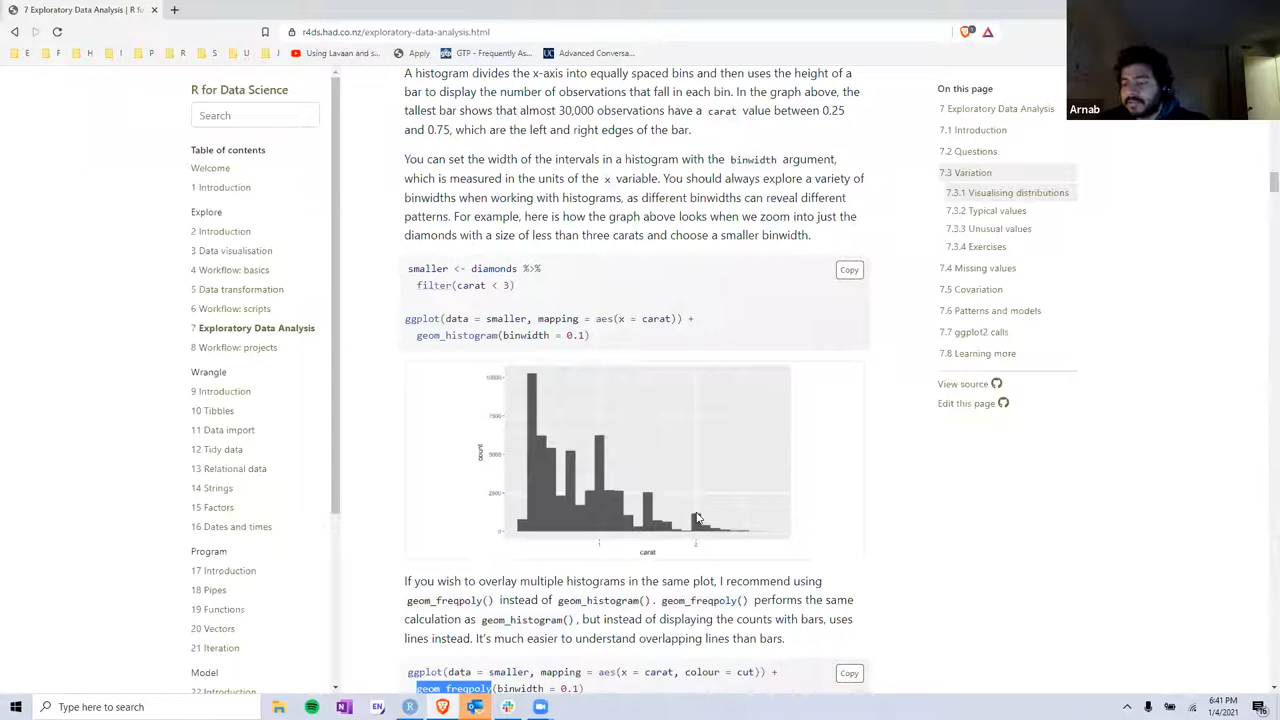 7 Exploratory Data Analysis | R for
r4ds.had.co.nz/exploratory-data-analysis.html
E
F
H
I
P
R
S
U
Using Lavaan and S...
Apply
GTP - Frequently As...
UC
Advanced Conversa...
Arnab
R for Data Science
Search
Table of contents
Welcome
1 Introduction
Explore
2 Introduction
3 Data visualisation
4 Workflow: basics
5 Data transformation
6 Workflow: scripts
7 Exploratory Data Analysis
8 Workflow: projects
Wrangle
9 Introduction
10 Tibbles
11 Data import
12 Tidy data
13 Relational data
14 Strings
15 Factors
16 Dates and times
Program
17 Introduction
18 Pipes
19 Functions
20 Vectors
21 Iteration
Model
22 Introduction
A histogram divides the x-axis into equally spaced bins and then uses the height of a
bar to display the number of observations that fall in each bin. In the graph above, the
tallest bar shows that almost 30,000 observations have a carat value between 0.25
and 0.75, which are the left and right edges of the bar.
You can set the width of the intervals in a histogram with the binwidth argument,
which is measured in the units of the x variable. You should always explore a variety of
binwidths when working with histograms, as different binwidths can reveal different
patterns. For example, here is how the graph above looks when we zoom into just the
diamonds with a size of less than three carats and choose a smaller binwidth.
smaller <- diamonds %>%
filter(carat < 3)
ggplot(data = smaller, mapping = aes(x = carat)) +
geom_histogram(binwidth = 0.1)
Copy
10000
7500
5000
2500
0
count
1
2
carat
If you wish to overlay multiple histograms in the same plot, I recommend using
geom_freqpoly() instead of geom_histogram(). geom_freqpoly() performs the same
calculation as geom_histogram(), but instead of displaying the counts with bars, uses
lines instead. It's much easier to understand overlapping lines than bars.
ggplot(data = smaller, mapping = aes(x = carat, colour = cut)) +
geom_freqpoly(binwidth = 0.1)
Copy
On this page
7 Exploratory Data Analysis
7.1 Introduction
7.2 Questions
7.3 Variation
7.3.1 Visualising distributions
7.3.2 Typical values
7.3.3 Unusual values
7.3.4 Exercises
7.4 Missing values
7.5 Covariation
7.6 Patterns and models
7.7 ggplot2 calls
7.8 Learning more
View source
Edit this page
Type here to search
6:41 PM
1/4/2021